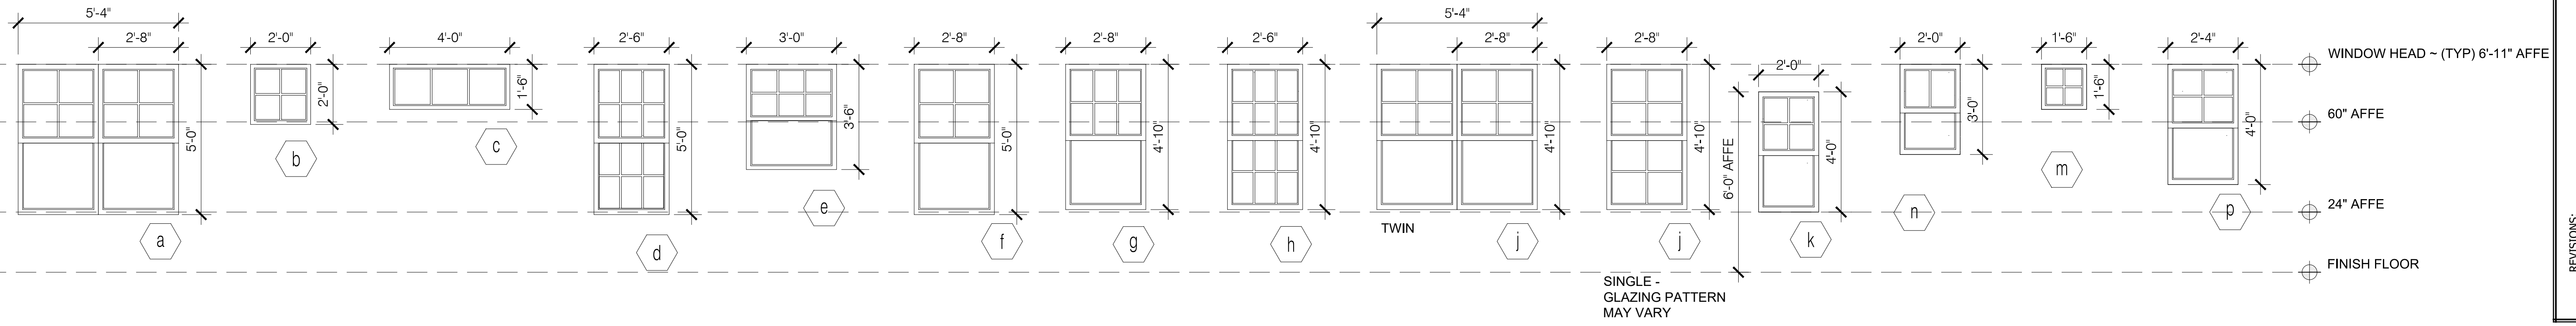 5'-4"
2'-8"
5'-0"
a
2'-0"
2'-0"
b
4'-0"
1'-6"
c
2'-6"
5'-0"
d
3'-0"
3'-6"
e
2'-8"
5'-0"
f
2'-8"
4'-10"
g
2'-6"
4'-10"
h
5'-4"
2'-8"
4'-10"
TWIN
j
2'-8"
4'-10"
j
SINGLE -
GLAZING PATTERN
MAY VARY
6'-0" AFFE
2'-0"
4'-0"
k
2'-0"
3'-0"
n
1'-6"
1'-6"
m
2'-4"
4'-0"
p
WINDOW HEAD ~ (TYP) 6'-11" AFFE
60" AFFE
24" AFFE
FINISH FLOOR
REVISIONS: